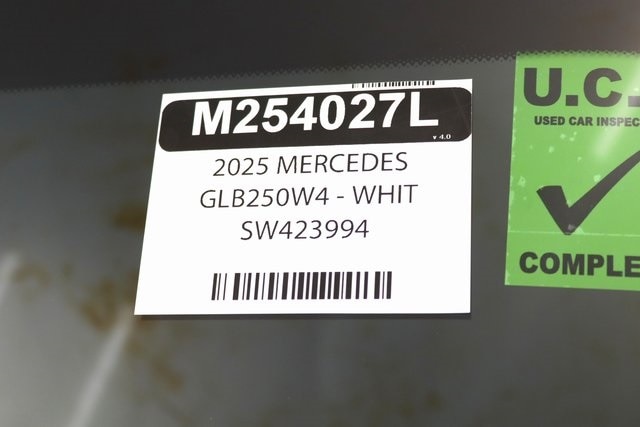 M254027L
v 4.0
2025 MERCEDES
GLB250W4 - WHIT
SW423994
U.C.
USED CAR INSPEC
COMPLE